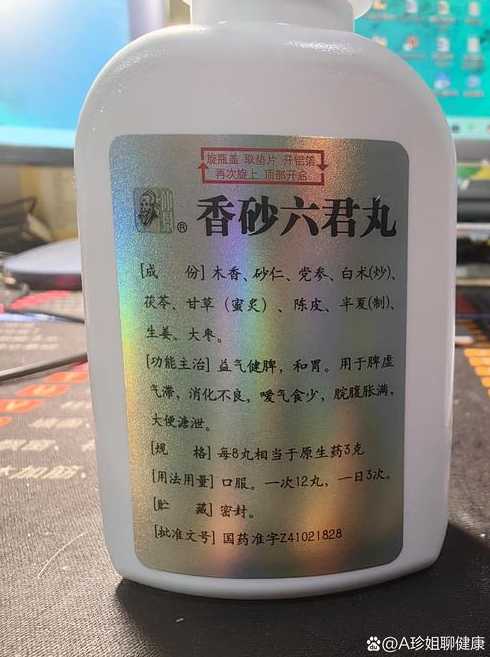 旋瓶盖 取垫片 开铝箔
再次旋上 顶部开启
香砂六君丸
®
[成 份]木香、砂仁、党参、白术(炒)、
茯苓、甘草（蜜炙）、陈皮、半夏(制)、
生姜、大枣。
[功能主治]益气健脾，和胃。用于脾虚
气滞，消化不良，嗳气食少，脘腹胀满，
大便溏泄。
[规 格]每8丸相当于原生药3克
[用法用量]口服。一次12丸，一日3次。
[贮 藏]密封。
[批准文号]国药准字Z41021828
@A珍姐聊健康